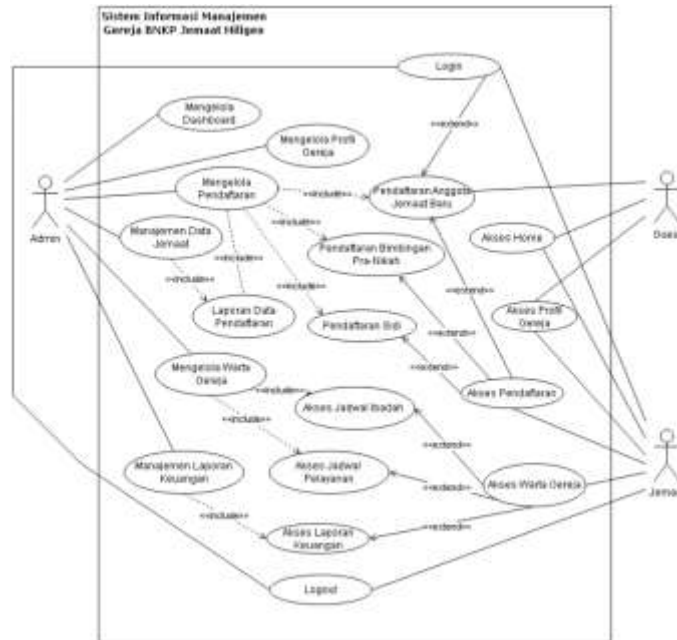 Sistem Informasi Manajemen
Gereja BNKP Jemaat Hiligeo
Login
Mengelola
Dashboard
<<extend>>
Mengelola Profil
Gereja
Mengelola
Pendaftaran
<<include>>
Pendaftaran Anggota
Jemaat Baru
Admin
Manajemen Data
Jemaat
<<include>>
Akses Home
Pendaftaran Bimbingan
Pra-Nikah
<<include>>
<<include>>
<<include>>
<<extend>>
Laporan Data
Pendaftaran
Akses Profil
Gereja
Pendaftaran Sidi
<<extend>>
Mengelola Warta
Gereja
<<extend>>
<<include>>
Akses Pendaftaran
Akses Jadwal Ibadah
<<include>>
<<extend>>
Manajemen Laporan
Keuangan
Akses Jadwal
Pelayanan
<<extend>>
Akses Warta Gereja
<<include>>
<<extend>>
Akses Laporan
Keuangan
Logout